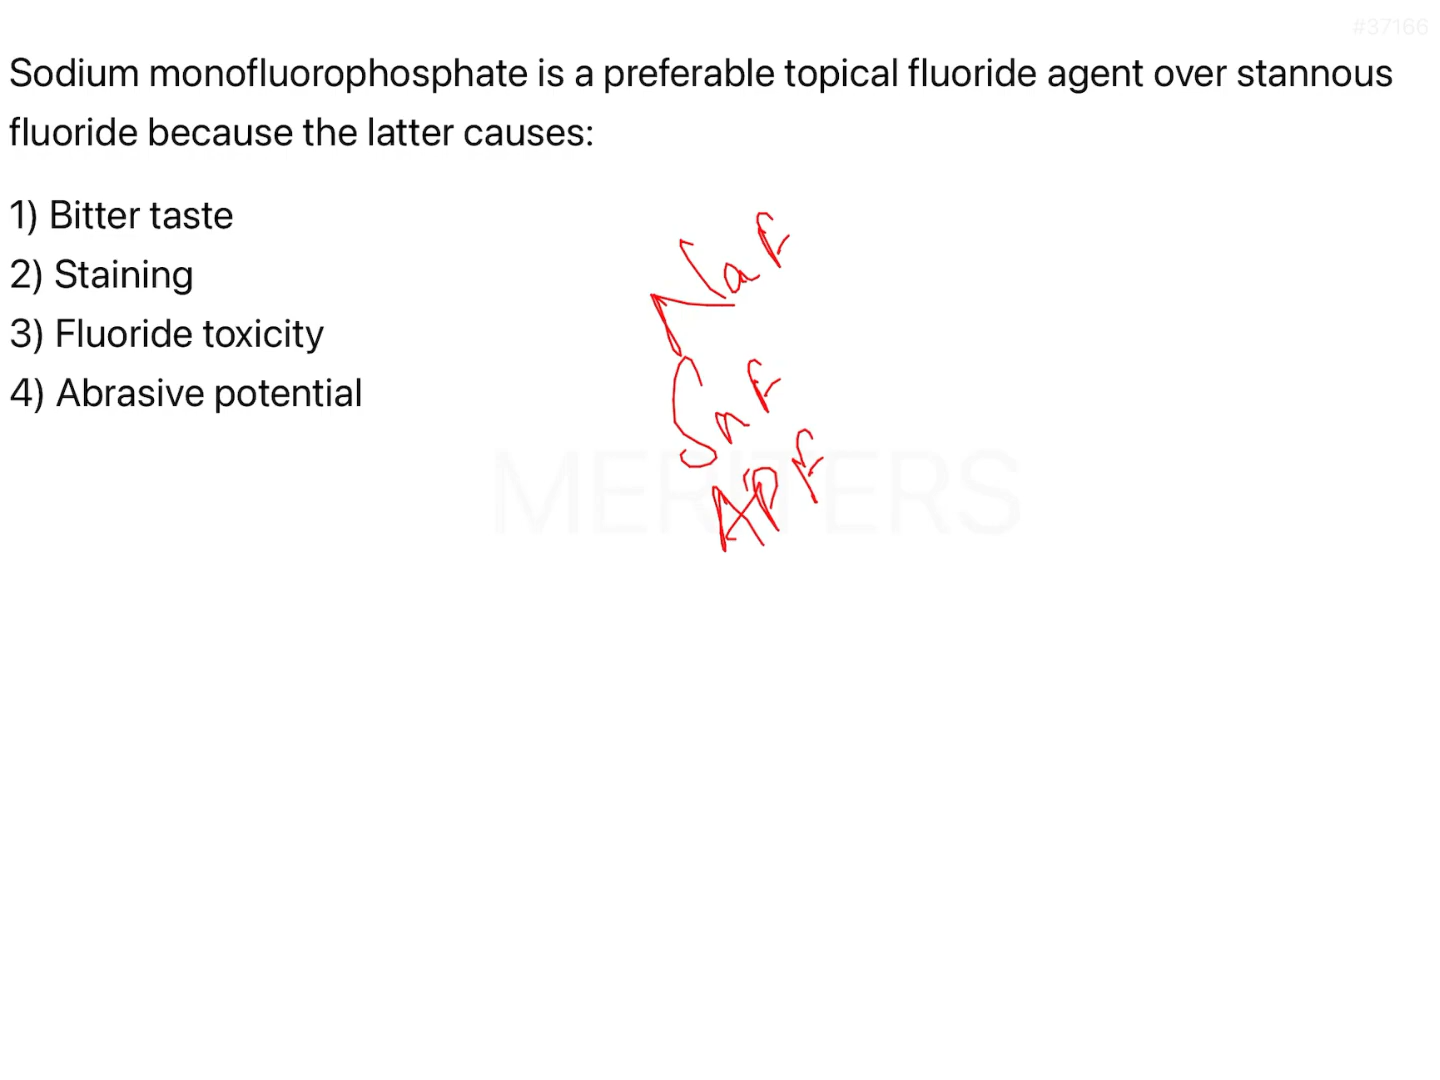 #37166
Sodium monofluorophosphate is a preferable topical fluoride agent over stannous
fluoride because the latter causes:
1) Bitter taste
2) Staining
3) Fluoride toxicity
4) Abrasive potential
NaF
SnF
APF
MERITERS